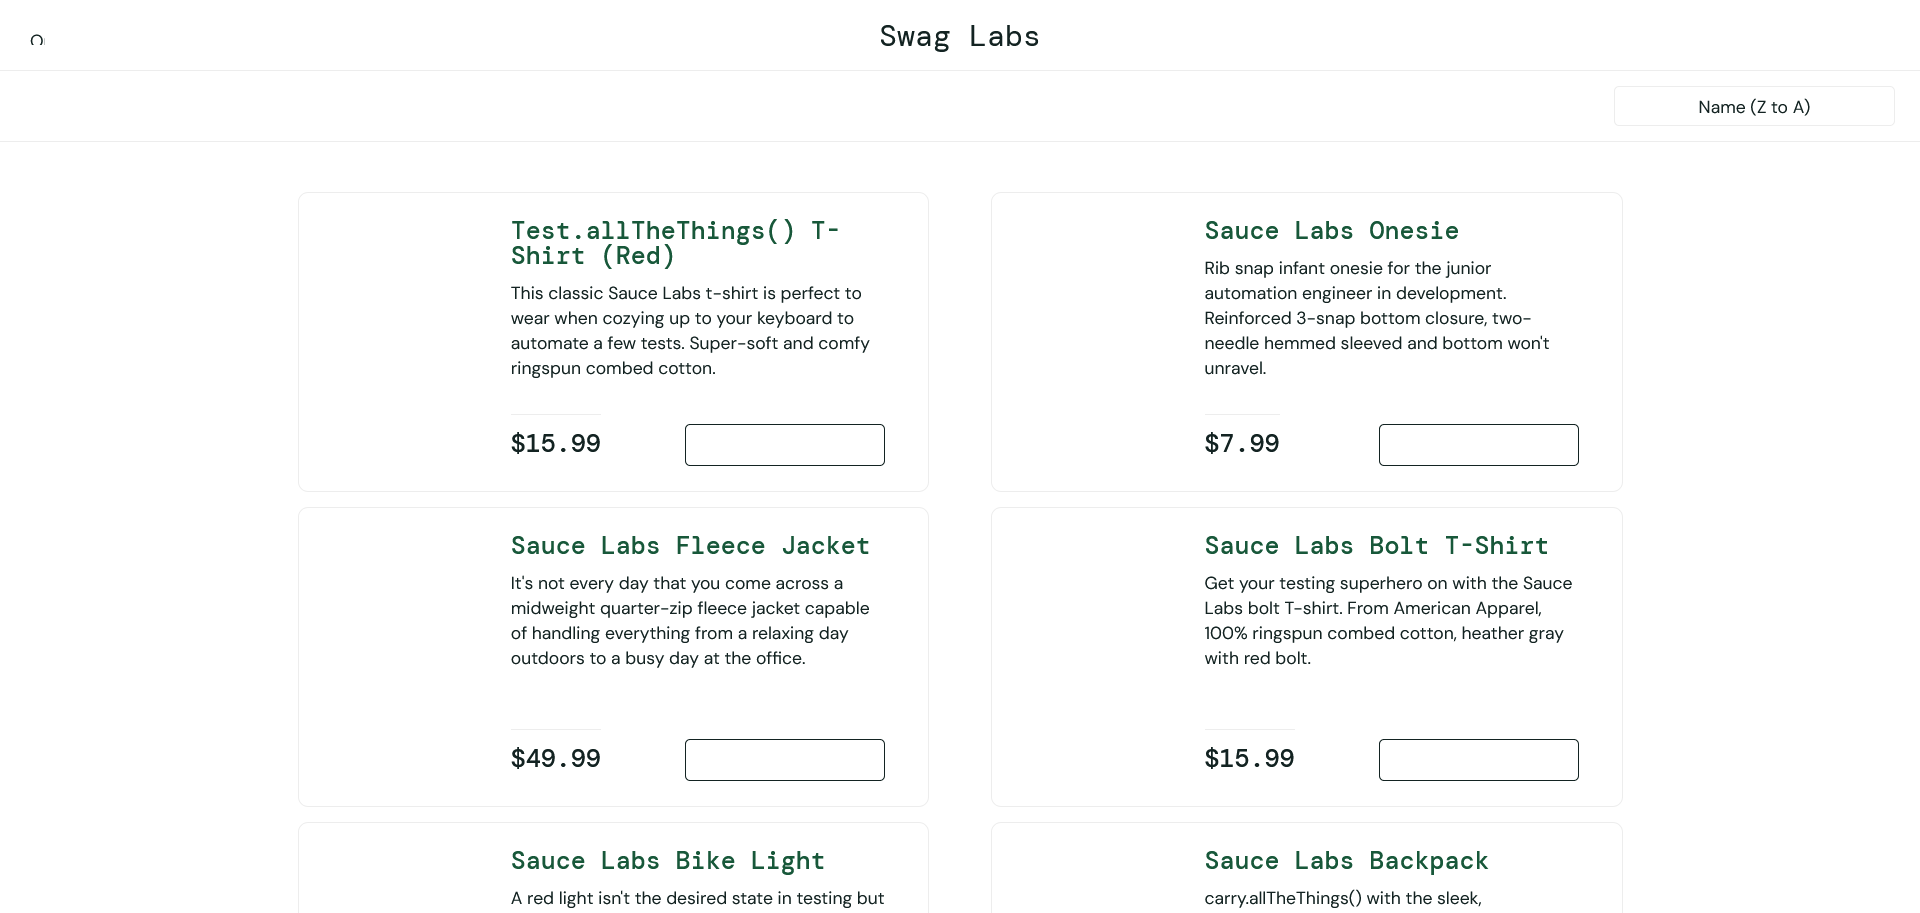 Swag Labs
Name (Z to A)
Test.allTheThings() T-
Shirt (Red)
This classic Sauce Labs t-shirt is perfect to
wear when cozying up to your keyboard to
automate a few tests. Super-soft and comfy
ringspun combed cotton.
$15.99
Sauce Labs Onesie
Rib snap infant onesie for the junior
automation engineer in development.
Reinforced 3-snap bottom closure, two-
needle hemmed sleeved and bottom won't
unravel.
$7.99
Sauce Labs Fleece Jacket
It's not every day that you come across a
midweight quarter-zip fleece jacket capable
of handling everything from a relaxing day
outdoors to a busy day at the office.
$49.99
Sauce Labs Bolt T-Shirt
Get your testing superhero on with the Sauce
Labs bolt T-shirt. From American Apparel,
100% ringspun combed cotton, heather gray
with red bolt.
$15.99
Sauce Labs Bike Light
A red light isn't the desired state in testing but
Sauce Labs Backpack
carry.allTheThings() with the sleek,